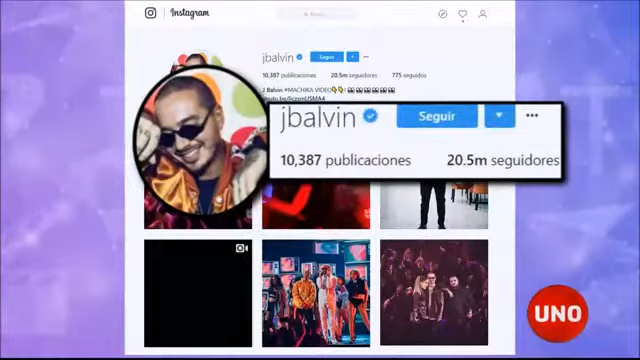 Instagram
jbalvin
Seguir
10,387 publicaciones 20.5m seguidores 775 seguidos
J Balvin #MACHIKA VIDEO
jbalvin
Seguir
10,387 publicaciones 20.5m seguidores
UNO